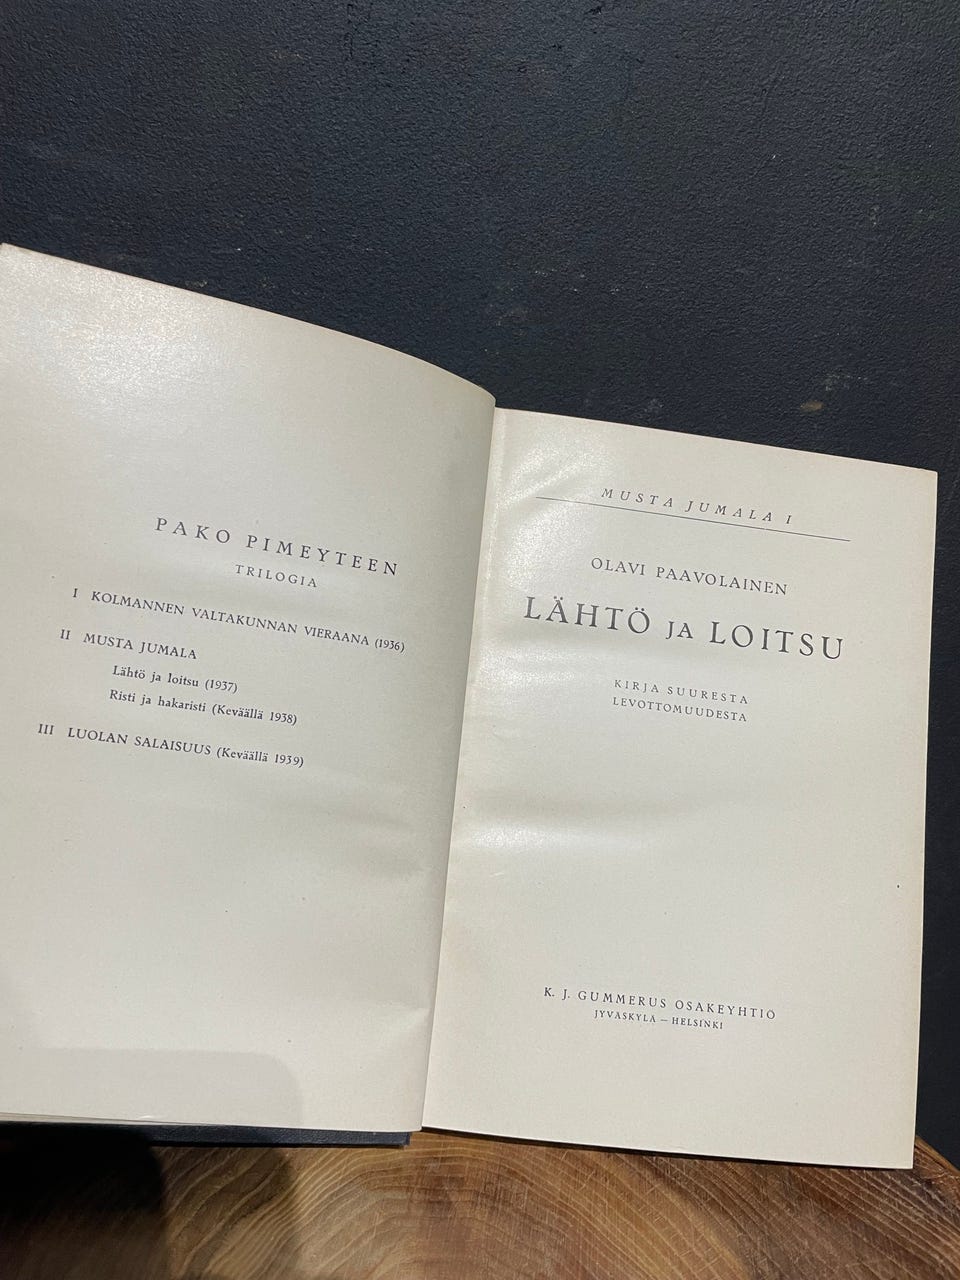 PAKO PIMEYTEEN
TRILOGIA
I KOLMANNEN VALTAKUNNAN VIERAANA (1936)
II MUSTA JUMALA
Lähtö ja loitsu (1937)
Risti ja hakaristi (Keväällä 1938)
III LUOLAN SALAISUUS (Keväällä 1939)
MUSTA JUMALA I
OLAVI PAAVOLAINEN
LÄHTÖ JA LOITSU
KIRJA SUURESTA
LEVOTTOMUUDESTA
K. J. GUMMERUS OSAKEYHTIÖ
JYVÄSKYLÄ — HELSINKI